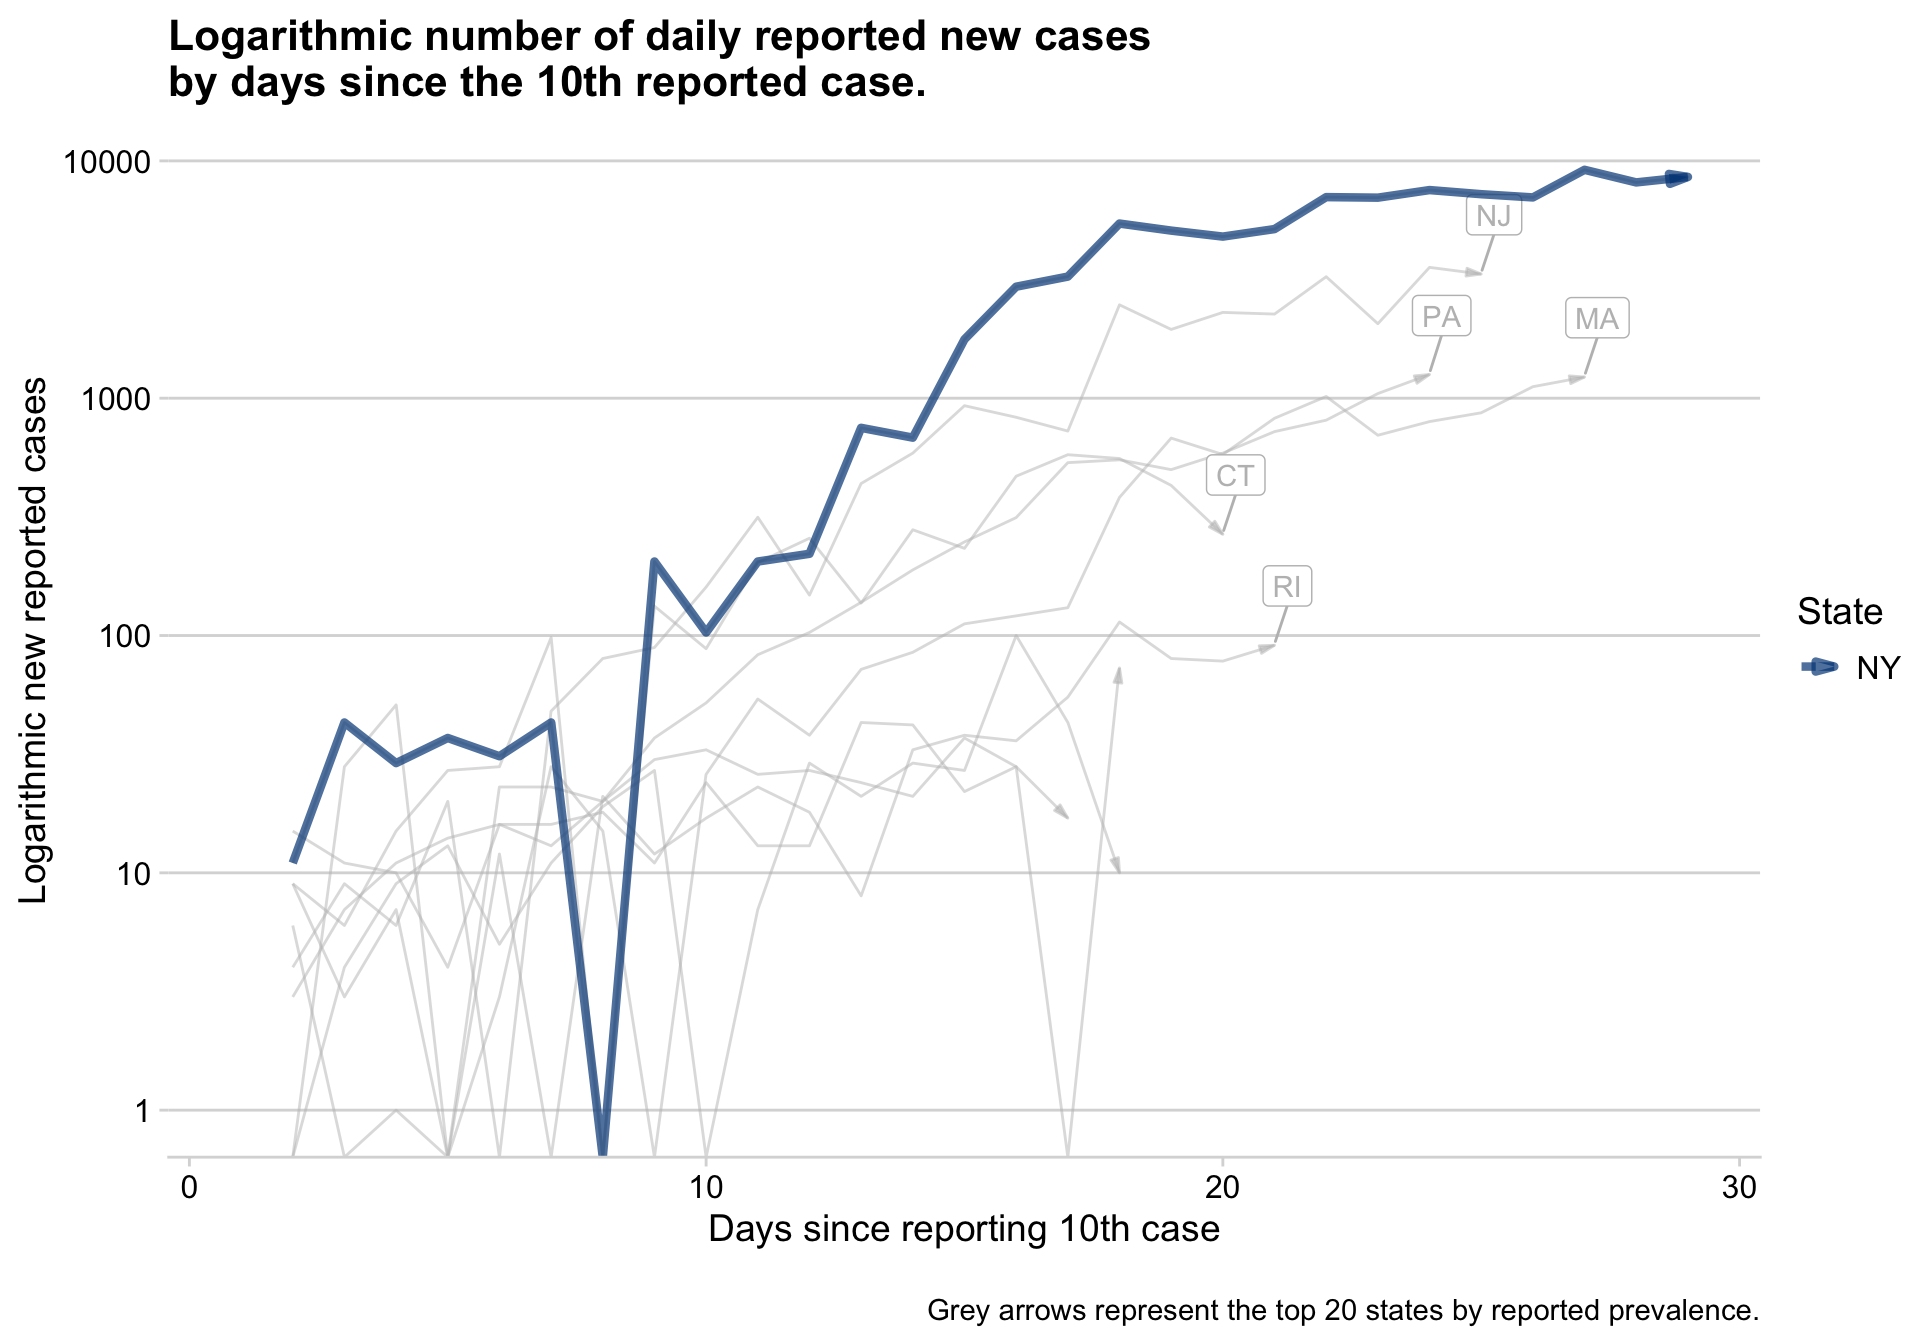 Logarithmic number of daily reported new cases
by days since the 10th reported case.
10000
1000
100
10
1
Logarithmic new reported cases
NJ
PA
MA
CT
RI
State
NY
0
10
20
30
Days since reporting 10th case
Grey arrows represent the top 20 states by reported prevalence.